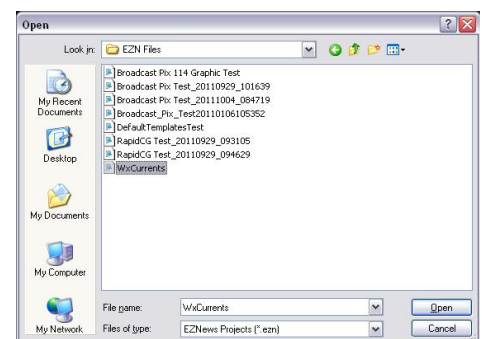 Open
Look in:
EZN Files
Broadcast Pix 114 Graphic Test
Broadcast Pix Test_20110929_101639
Broadcast Pix Test_20111004_084719
Broadcast_Pix_Test20110106105352
DefaultTemplatesTest
RapidCG Test_20110929_093105
RapidCG Test_20110929_094629
WxCurrents
My Recent
Documents
Desktop
My Documents
My Computer
My Network
File name:
WxCurrents
Open
Files of type:
EZNews Projects (*.ezn)
Cancel